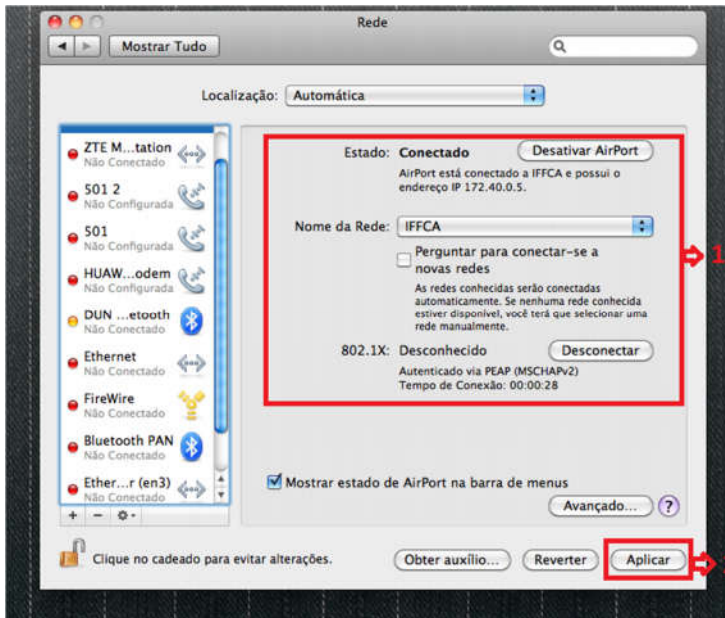 Rede
Mostrar Tudo
Localização: Automática
ZTE M...tation
Não Conectado
501 2
Não Configurada
501
Não Configurada
HUAW...odem
Não Configurada
DUN ...etooth
Não Conectado
Ethernet
Não Conectado
FireWire
Não Conectado
Bluetooth PAN
Não Conectado
Ether...r (en3)
Não Conectado
Estado: Conectado Desativar AirPort
AirPort está conectado a IFFCA e possui o
endereço IP 172.40.0.5.
Nome da Rede: IFFCA
Perguntar para conectar-se a
novas redes
1
As redes conhecidas serão conectadas
automaticamente. Se nenhuma rede conhecida
estiver disponível, você terá que selecionar uma
rede manualmente.
802.1X: Desconhecido Desconectar
Autenticado via PEAP (MSCHAPv2)
Tempo de Conexão: 00:00:28
Mostrar estado de AirPort na barra de menus
Avançado... ?
Clique no cadeado para evitar alterações.
Obter auxílio... Reverter Aplicar